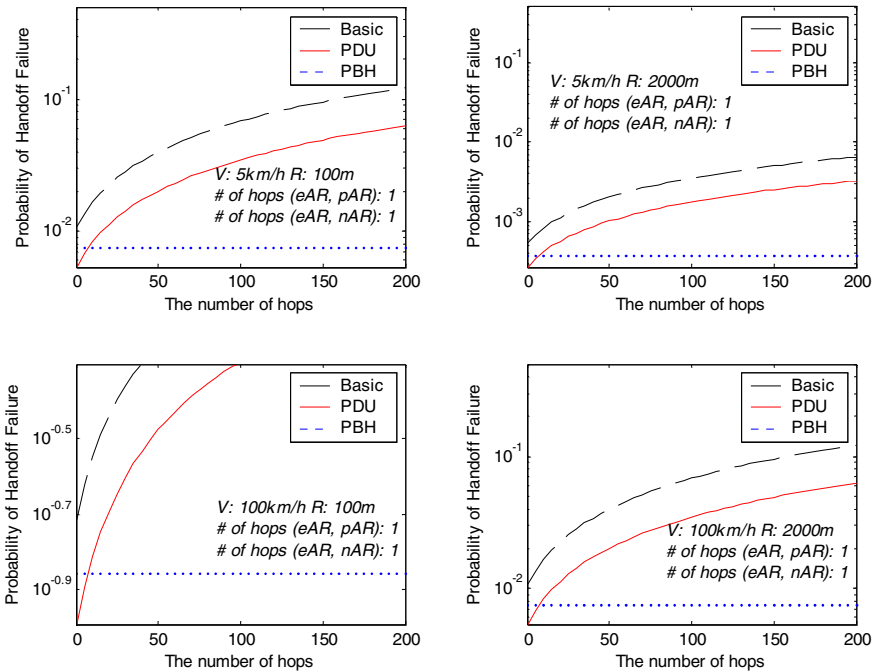 Probability of Handoff Failure
10^-1
10^-2
Basic
PDU
PBH
V: 5km/h R: 100m
# of hops (eAR, pAR): 1
# of hops (eAR, nAR): 1
0 50 100 150 200
The number of hops
Probability of Handoff Failure
10^-1
10^-2
10^-3
Basic
PDU
PBH
V: 5km/h R: 2000m
# of hops (eAR, pAR): 1
# of hops (eAR, nAR): 1
0 50 100 150 200
The number of hops
Probability of Handoff Failure
10^-0.5
10^-0.7
10^-0.9
Basic
PDU
PBH
V: 100km/h R: 100m
# of hops (eAR, pAR): 1
# of hops (eAR, nAR): 1
0 50 100 150 200
The number of hops
Probability of Handoff Failure
10^-1
10^-2
Basic
PDU
PBH
V: 100km/h R: 2000m
# of hops (eAR, pAR): 1
# of hops (eAR, nAR): 1
0 50 100 150 200
The number of hops